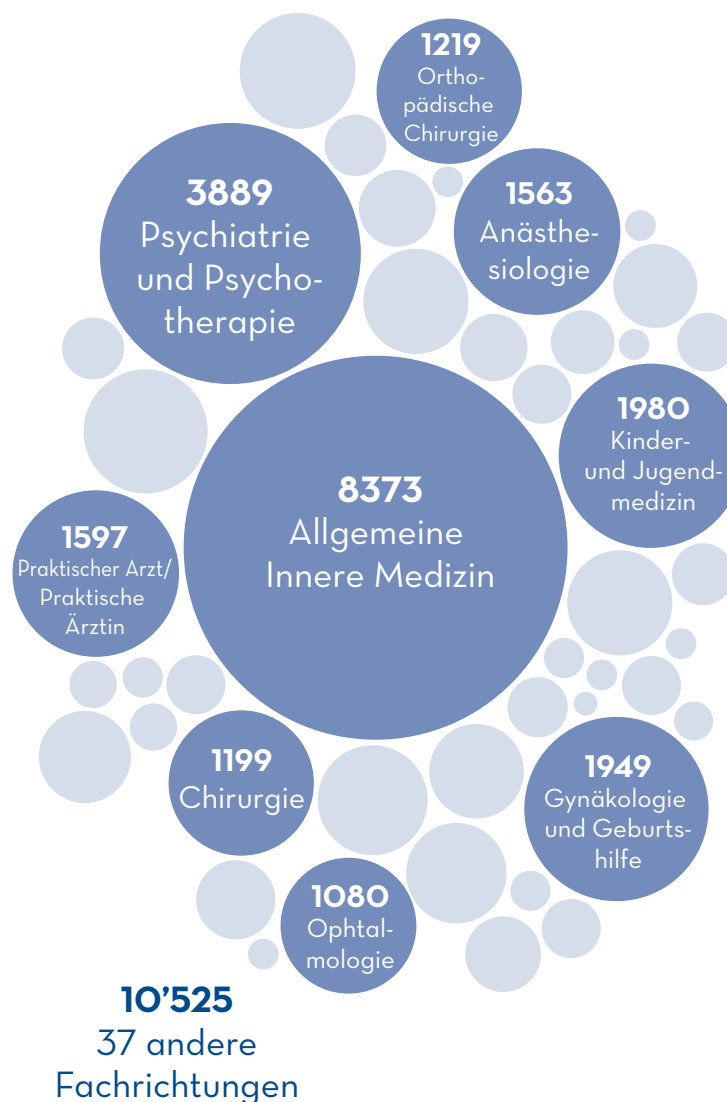 1219
Ortho-
pädische
Chirurgie
3889
Psychiatrie
und Psycho-
therapie
1563
Anästhe-
siologie
1980
Kinder-
und Jugend-
medizin
8373
Allgemeine
Innere Medizin
1597
Praktischer Arzt/
Praktische
Ärztin
1199
Chirurgie
1949
Gynäkologie
und Geburts-
hilfe
1080
Ophtal-
mologie
10’525
37 andere
Fachrichtungen